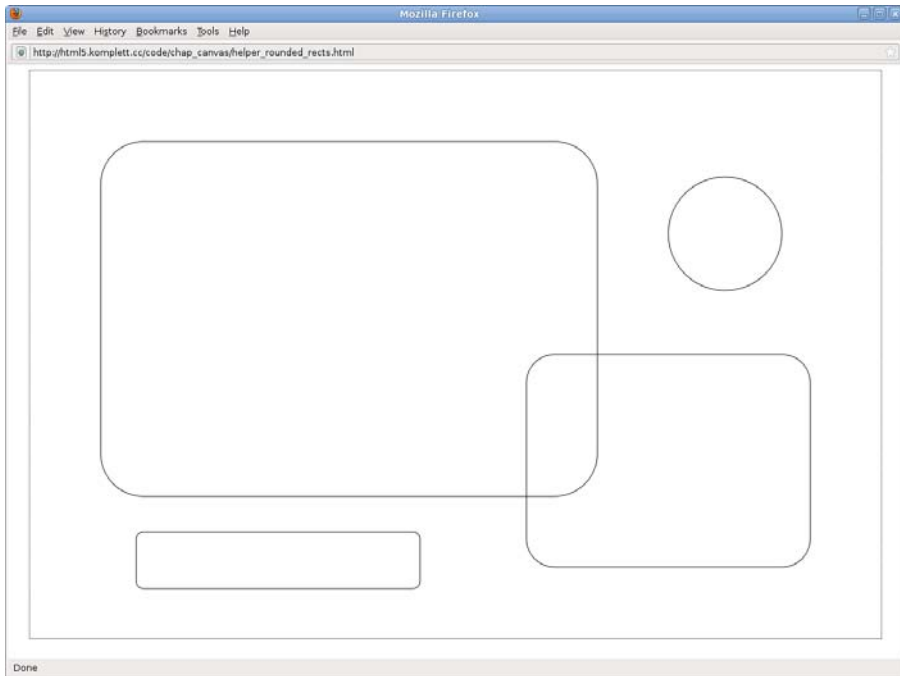 Mozilla Firefox
File Edit View History Bookmarks Tools Help
http://html5.komplett.cc/code/chap_canvas/helper_rounded_rects.html
Done